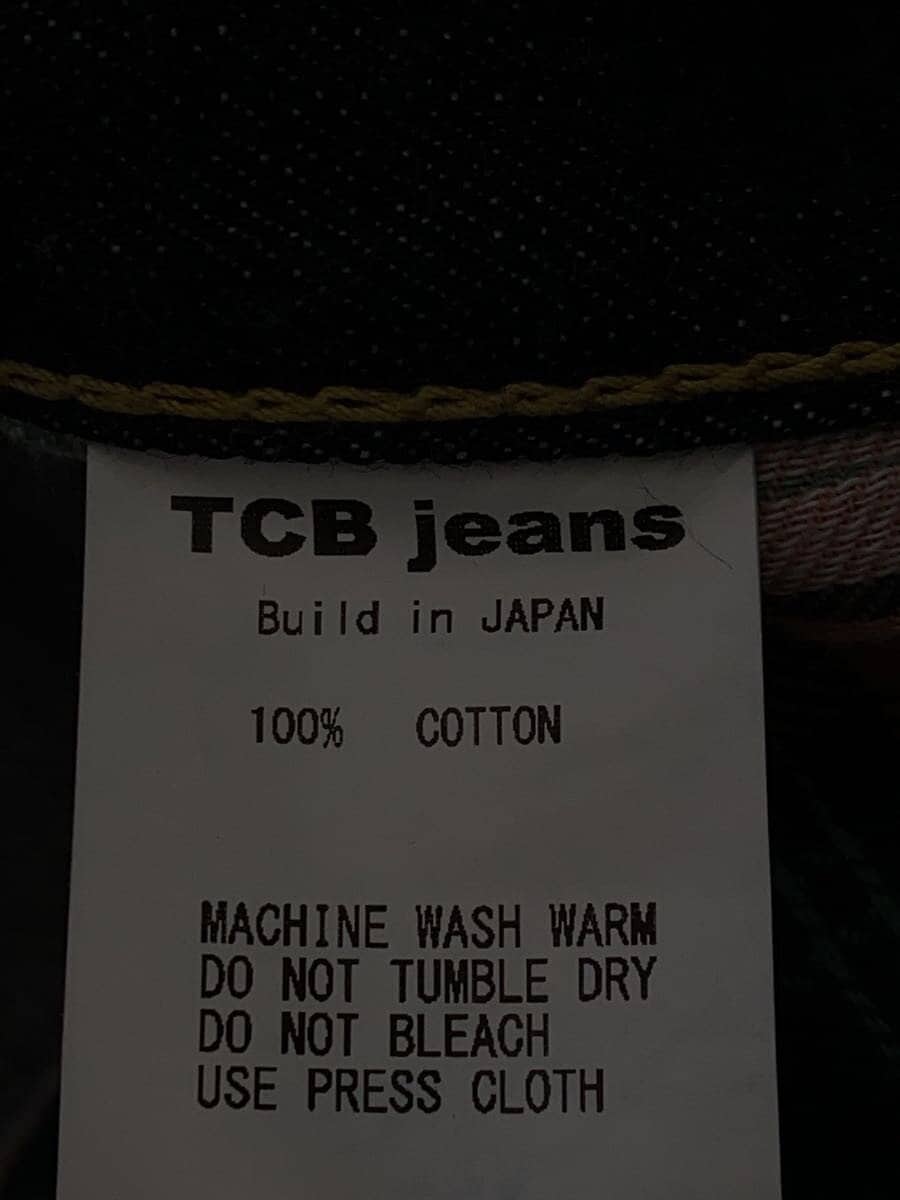 TCB jeans
Build in JAPAN
100% COTTON
MACHINE WASH WARM
DO NOT TUMBLE DRY
DO NOT BLEACH
USE PRESS CLOTH